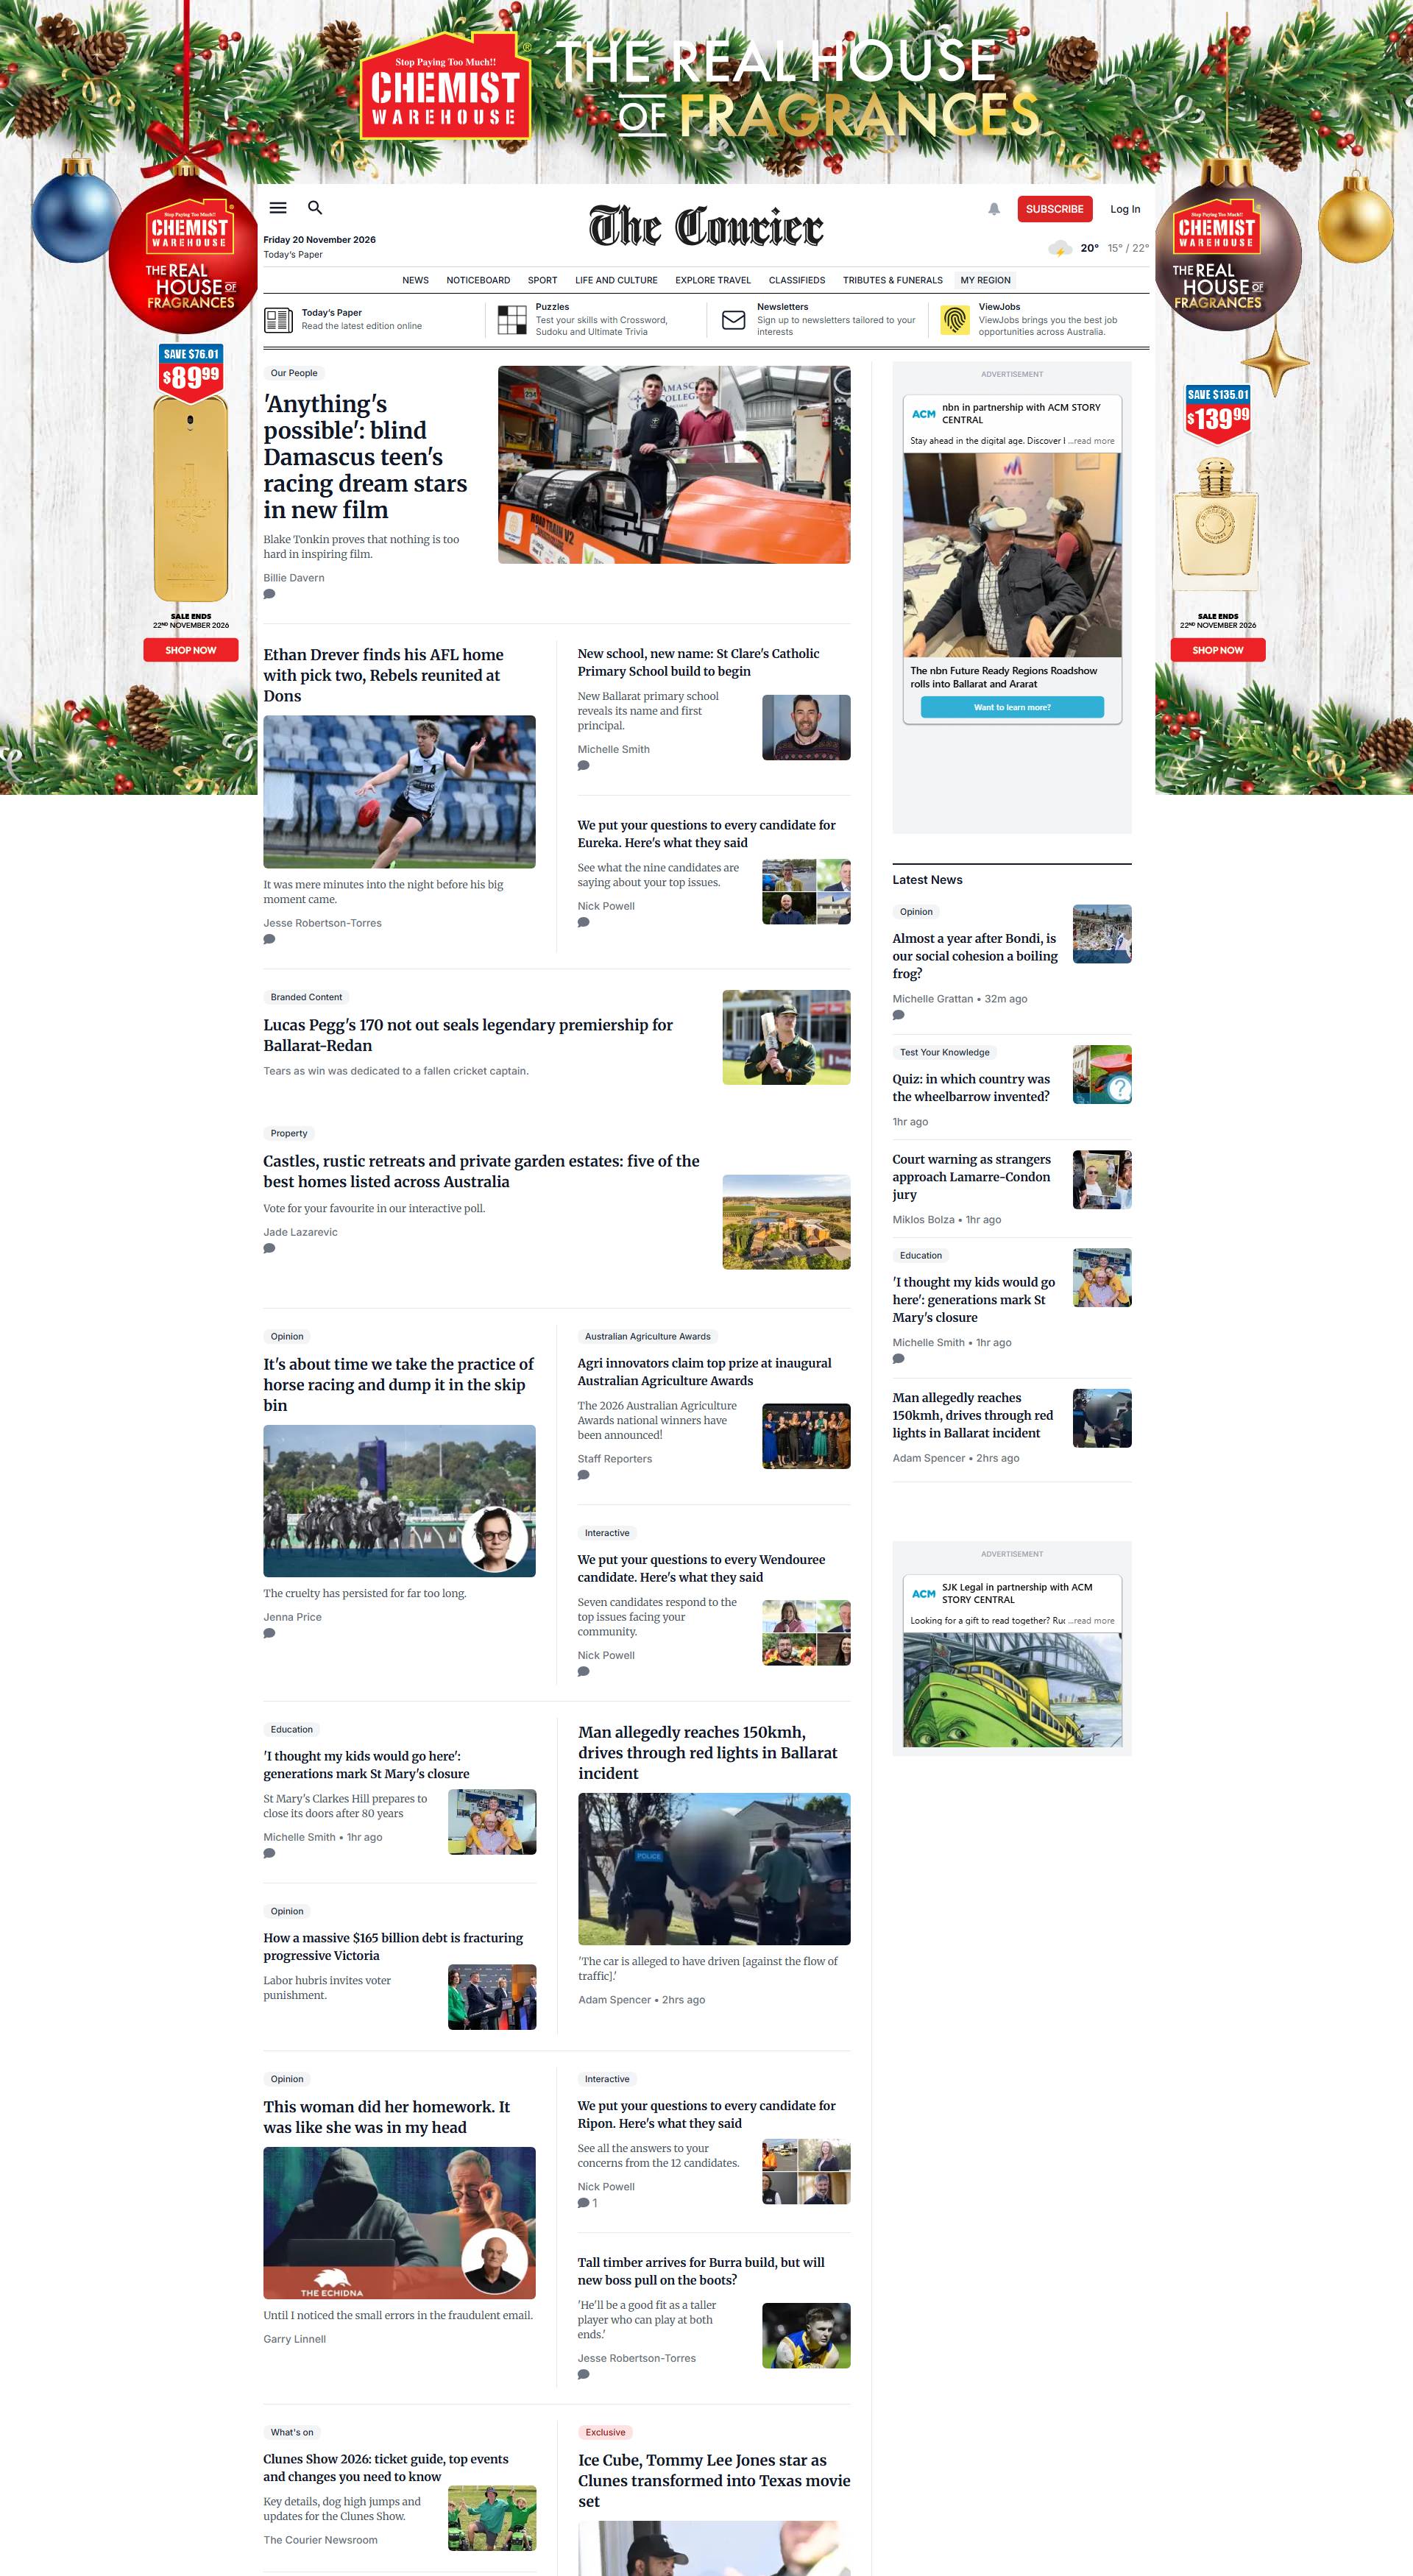 Stop Paying Too Much!!
CHEMIST
WAREHOUSE
®
THE REAL HOUSE
OF FRAGRANCES
Stop Paying Too Much!!
CHEMIST
WAREHOUSE
THE REAL
HOUSE OF
FRAGRANCES
SAVE $76.01
$89.99
SALE ENDS
22ND NOVEMBER 2026
SHOP NOW
Stop Paying Too Much!!
CHEMIST
WAREHOUSE
THE REAL
HOUSE OF
FRAGRANCES
SAVE $135.01
$139.99
SALE ENDS
22ND NOVEMBER 2026
SHOP NOW
The Courier
SUBSCRIBE
Log In
Friday 20 November 2026
Today's Paper
20° 15° / 22°
NEWS NOTICEBOARD SPORT LIFE AND CULTURE EXPLORE TRAVEL CLASSIFIEDS TRIBUTES & FUNERALS MY REGION
Today's Paper
Read the latest edition online
Puzzles
Test your skills with Crossword,
Sudoku and Ultimate Trivia
Newsletters
Sign up to newsletters tailored to your
interests
ViewJobs
ViewJobs brings you the best job
opportunities across Australia.
Our People
'Anything's
possible': blind
Damascus teen's
racing dream stars
in new film
Blake Tonkin proves that nothing is too
hard in inspiring film.
Billie Davern
ROAD TRAIN V2
Ethan Drever finds his AFL home
with pick two, Rebels reunited at
Dons
It was mere minutes into the night before his big
moment came.
Jesse Robertson-Torres
New school, new name: St Clare's Catholic
Primary School build to begin
New Ballarat primary school
reveals its name and first
principal.
Michelle Smith
We put your questions to every candidate for
Eureka. Here's what they said
See what the nine candidates are
saying about your top issues.
Nick Powell
Branded Content
Lucas Pegg's 170 not out seals legendary premiership for
Ballarat-Redan
Tears as win was dedicated to a fallen cricket captain.
Property
Castles, rustic retreats and private garden estates: five of the
best homes listed across Australia
Vote for your favourite in our interactive poll.
Jade Lazarevic
Opinion
It's about time we take the practice of
horse racing and dump it in the skip
bin
The cruelty has persisted for far too long.
Jenna Price
Australian Agriculture Awards
Agri innovators claim top prize at inaugural
Australian Agriculture Awards
The 2026 Australian Agriculture
Awards national winners have
been announced!
Staff Reporters
Interactive
We put your questions to every Wendouree
candidate. Here's what they said
Seven candidates respond to the
top issues facing your
community.
Nick Powell
Education
'I thought my kids would go here':
generations mark St Mary's closure
St Mary's Clarkes Hill prepares to
close its doors after 80 years
Michelle Smith • 1hr ago
Opinion
How a massive $165 billion debt is fracturing
progressive Victoria
Labor hubris invites voter
punishment.
Man allegedly reaches 150kmh,
drives through red lights in Ballarat
incident
POLICE
'The car is alleged to have driven [against the flow of
traffic].'
Adam Spencer • 2hrs ago
Opinion
This woman did her homework. It
was like she was in my head
THE ECHIDNA
Until I noticed the small errors in the fraudulent email.
Garry Linnell
Interactive
We put your questions to every candidate for
Ripon. Here's what they said
See all the answers to your
concerns from the 12 candidates.
Nick Powell
1
Tall timber arrives for Burra build, but will
new boss pull on the boots?
'He'll be a good fit as a taller
player who can play at both
ends.'
Jesse Robertson-Torres
What's on
Clunes Show 2026: ticket guide, top events
and changes you need to know
Key details, dog high jumps and
updates for the Clunes Show.
The Courier Newsroom
Exclusive
Ice Cube, Tommy Lee Jones star as
Clunes transformed into Texas movie
set
ADVERTISEMENT
ACM
nbn in partnership with ACM STORY
CENTRAL
Stay ahead in the digital age. Discover ...read more
The nbn Future Ready Regions Roadshow
rolls into Ballarat and Ararat
Want to learn more?
Latest News
Opinion
Almost a year after Bondi, is
our social cohesion a boiling
frog?
Michelle Grattan • 32m ago
Test Your Knowledge
Quiz: in which country was
the wheelbarrow invented?
1hr ago
Court warning as strangers
approach Lamarre-Condon
jury
Miklos Bolza • 1hr ago
Education
'I thought my kids would go
here': generations mark St
Mary's closure
Michelle Smith • 1hr ago
Man allegedly reaches
150kmh, drives through red
lights in Ballarat incident
Adam Spencer • 2hrs ago
ADVERTISEMENT
ACM
SJK Legal in partnership with ACM
STORY CENTRAL
Looking for a gift to read together? ...read more